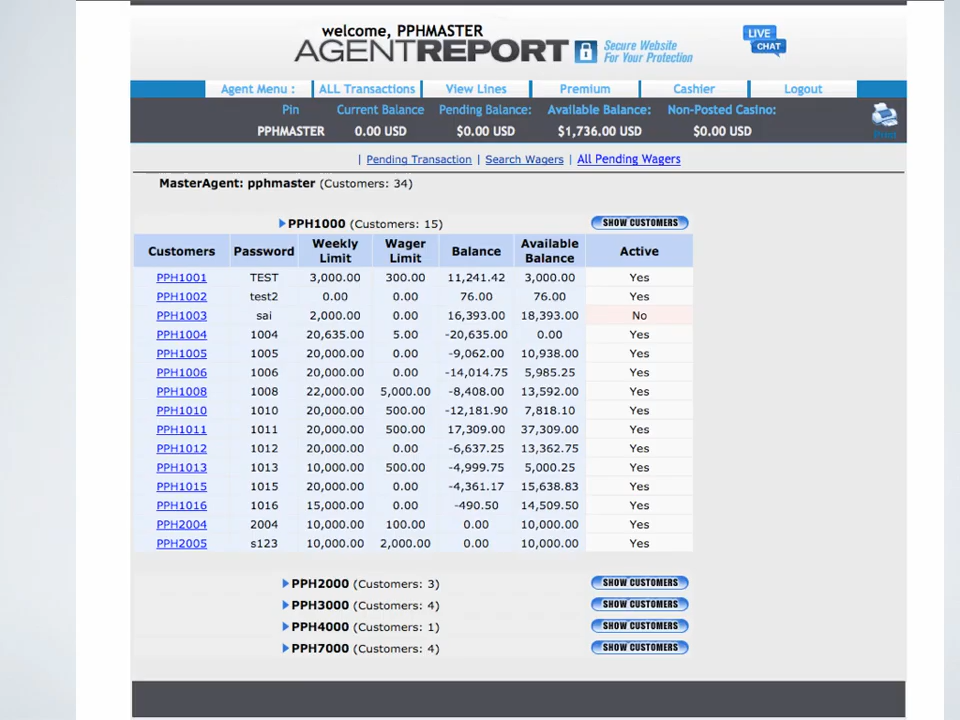 welcome, PPHMASTER
AGENTREPORT
Secure Website
For Your Protection
LIVE
CHAT
Agent Menu : ALL Transactions View Lines Premium Cashier Logout
Pin Current Balance Pending Balance: Available Balance: Non-Posted Casino:
PPHMASTER 0.00 USD $0.00 USD $1,736.00 USD $0.00 USD
Print
| Pending Transaction | Search Wagers | All Pending Wagers
MasterAgent: pphmaster (Customers: 34)
PPH1000 (Customers: 15) SHOW CUSTOMERS
Customers Password Weekly Limit Wager Limit Balance Available Balance Active
PPH1001 TEST 3,000.00 300.00 11,241.42 3,000.00 Yes
PPH1002 test2 0.00 0.00 76.00 76.00 Yes
PPH1003 sai 2,000.00 0.00 16,393.00 18,393.00 No
PPH1004 1004 20,635.00 5.00 -20,635.00 0.00 Yes
PPH1005 1005 20,000.00 0.00 -9,062.00 10,938.00 Yes
PPH1006 1006 20,000.00 0.00 -14,014.75 5,985.25 Yes
PPH1008 1008 22,000.00 5,000.00 -8,408.00 13,592.00 Yes
PPH1010 1010 20,000.00 500.00 -12,181.90 7,818.10 Yes
PPH1011 1011 20,000.00 500.00 17,309.00 37,309.00 Yes
PPH1012 1012 20,000.00 0.00 -6,637.25 13,362.75 Yes
PPH1013 1013 10,000.00 500.00 -4,999.75 5,000.25 Yes
PPH1015 1015 20,000.00 0.00 -4,361.17 15,638.83 Yes
PPH1016 1016 15,000.00 0.00 -490.50 14,509.50 Yes
PPH2004 2004 10,000.00 100.00 0.00 10,000.00 Yes
PPH2005 s123 10,000.00 2,000.00 0.00 10,000.00 Yes
PPH2000 (Customers: 3) SHOW CUSTOMERS
PPH3000 (Customers: 4) SHOW CUSTOMERS
PPH4000 (Customers: 1) SHOW CUSTOMERS
PPH7000 (Customers: 4) SHOW CUSTOMERS